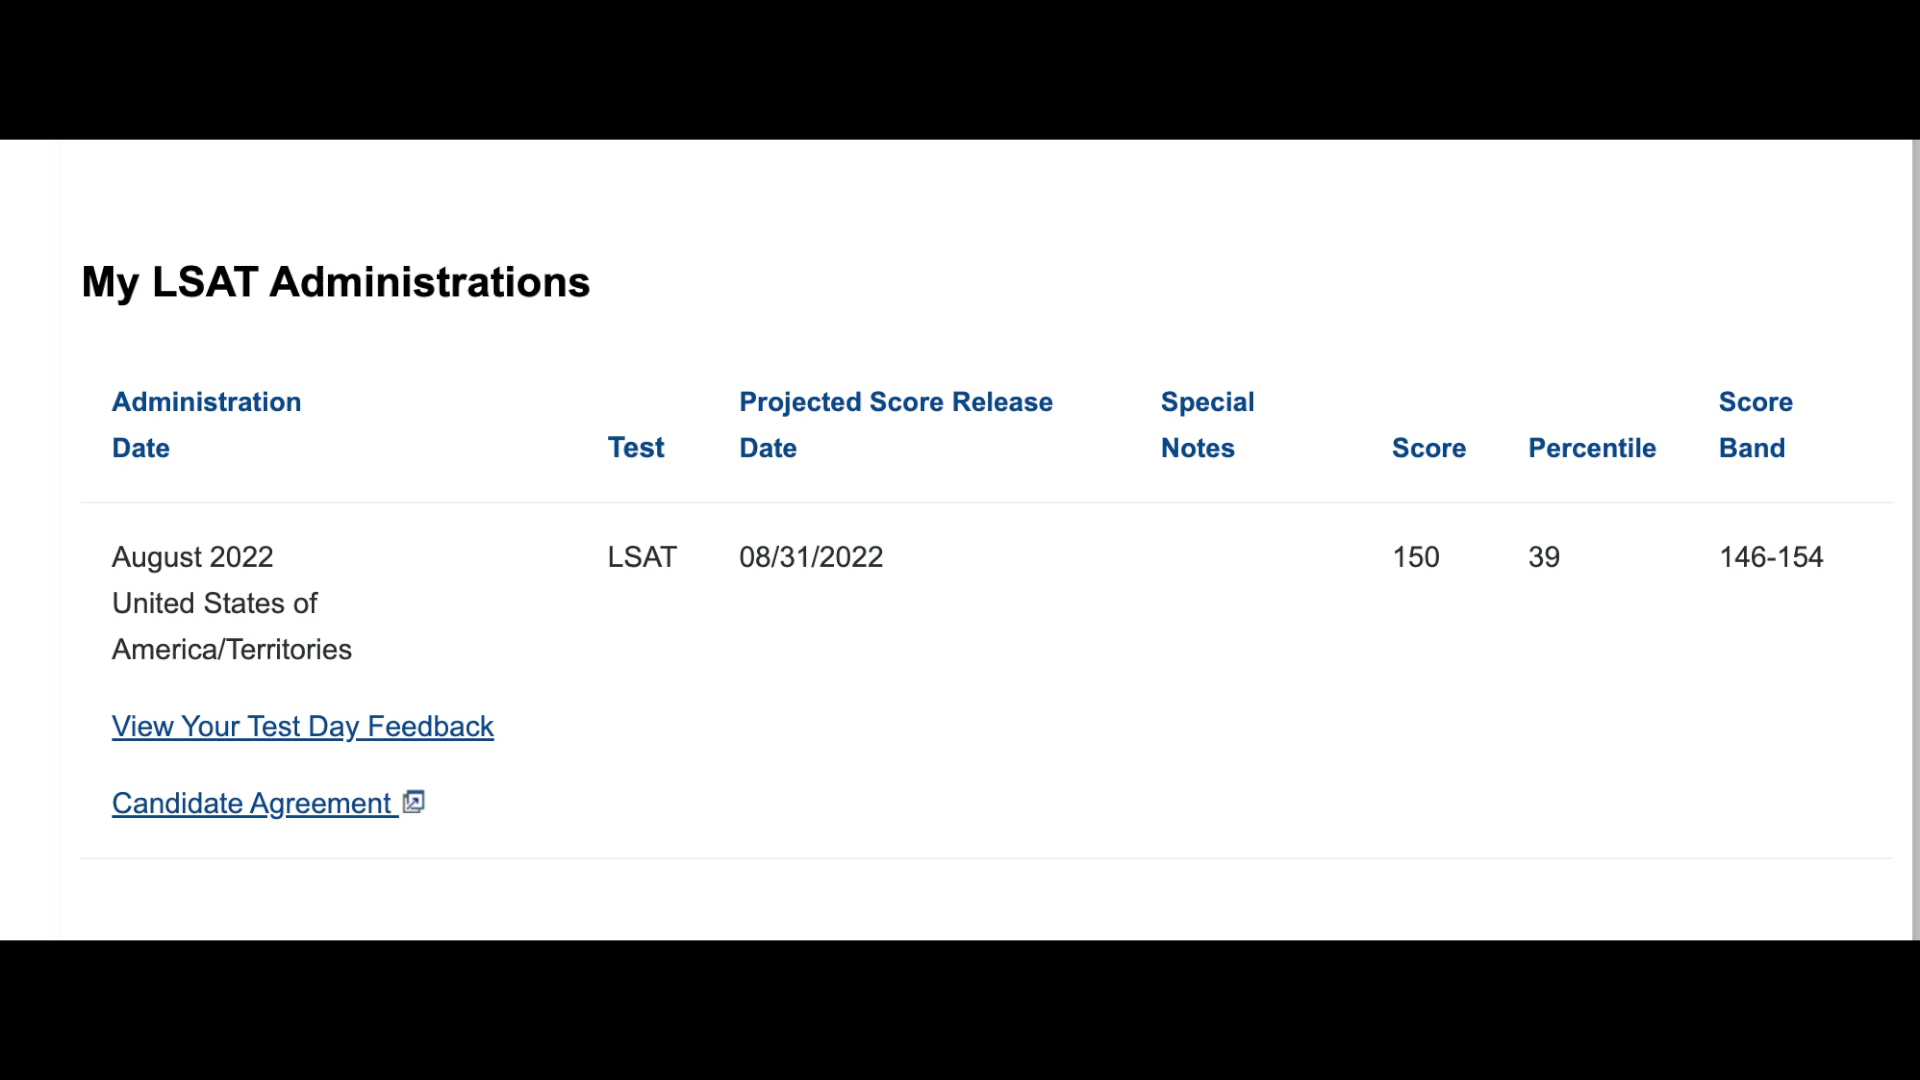 My LSAT Administrations
Administration Date
Test
Projected Score Release Date
Special Notes
Score
Percentile
Score Band
August 2022
LSAT
08/31/2022
150
39
146-154
United States of
America/Territories
View Your Test Day Feedback
Candidate Agreement